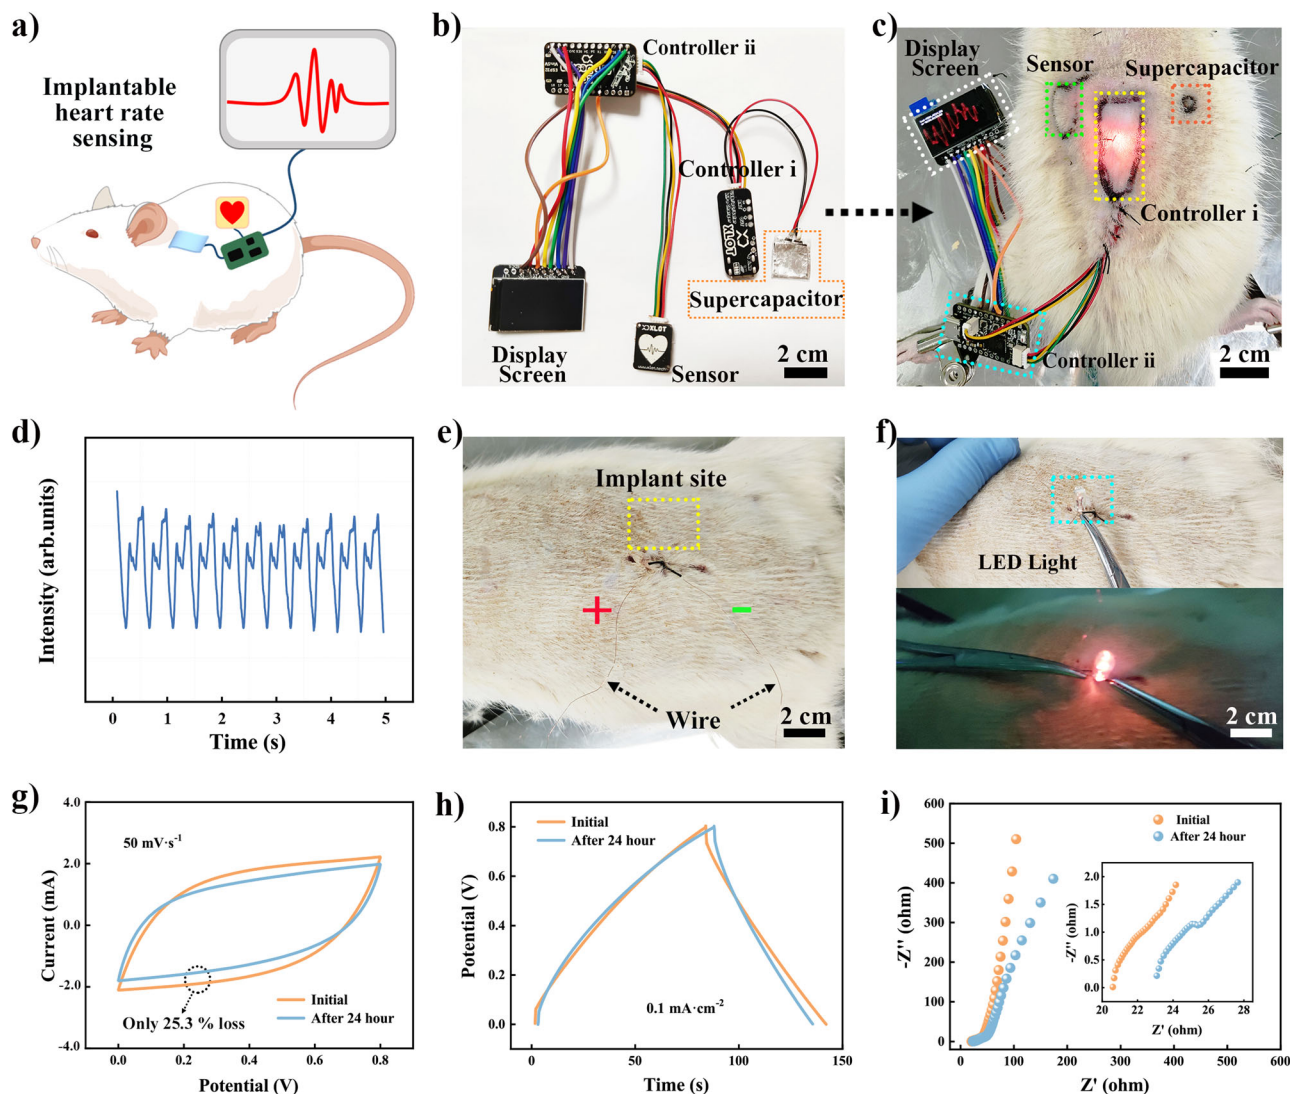 a)
Implantable
heart rate
sensing
b)
Controller ii
Controller i
Supercapacitor
Display
Screen
Sensor
XLOT
2 cm
c)
Display
Screen
Sensor
Supercapacitor
Controller i
Controller ii
2 cm
d)
Intensity (arb.units)
0 1 2 3 4 5
Time (s)
e)
Implant site
+ -
Wire
2 cm
f)
LED Light
2 cm
g)
4.0
2.0
0.0
-2.0
-4.0
Current (mA)
50 mV·s⁻¹
Initial
After 24 hour
Only 25.3 % loss
0.0 0.2 0.4 0.6 0.8
Potential (V)
h)
0.8
0.6
0.4
0.2
0.0
Potential (V)
Initial
After 24 hour
0.1 mA·cm⁻²
0 50 100 150
Time (s)
i)
600
500
400
300
200
100
0
-Z'' (ohm)
Initial
After 24 hour
2.0
1.5
1.0
0.5
0.0
-Z'' (ohm)
20 22 24 26 28
Z' (ohm)
0 100 200 300 400 500 600
Z' (ohm)